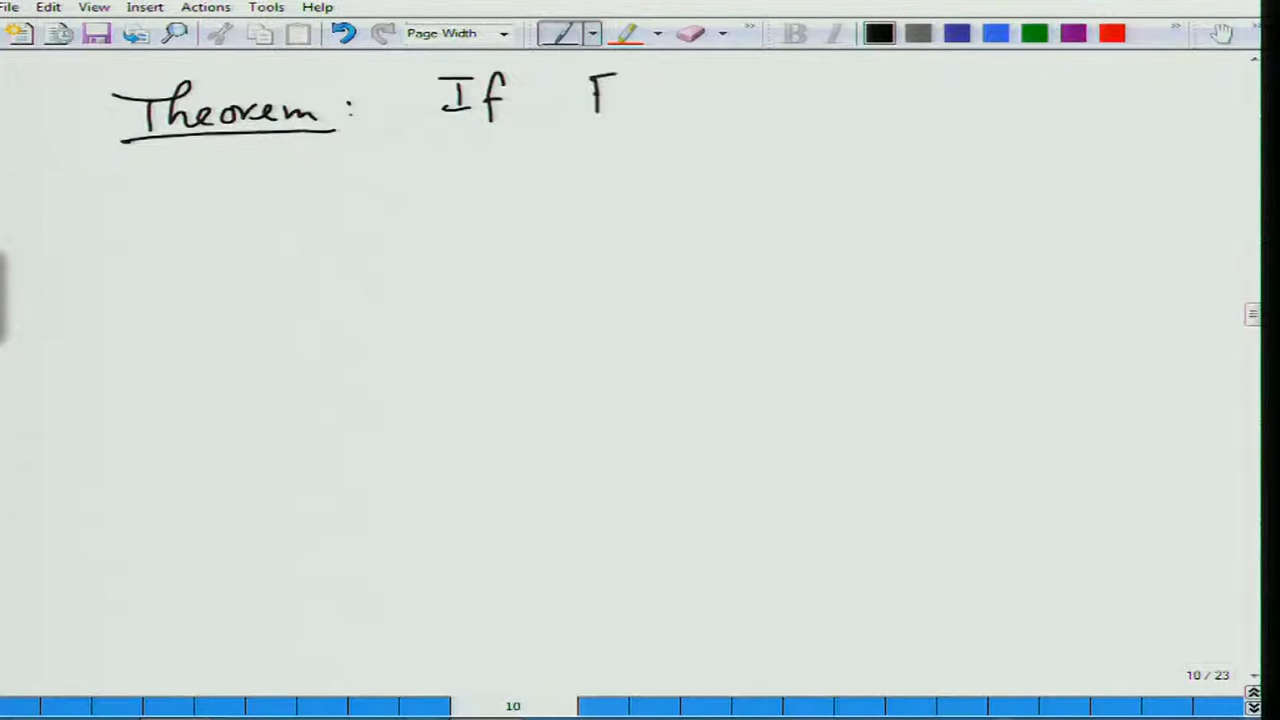 File Edit View Insert Actions Tools Help
Page Width
Theorem : If Γ
10 / 23
10